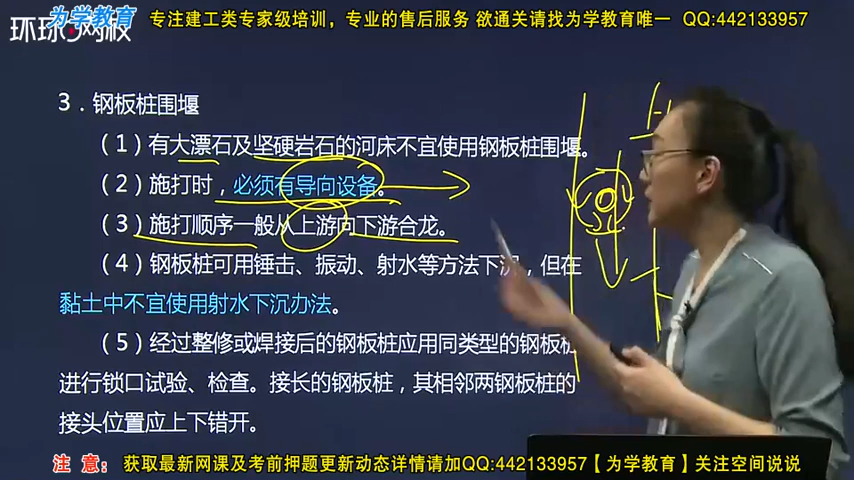 为学教育 专注建工类专家级培训，专业的售后服务 欲通关请找为学教育唯一 QQ:442133957
环球网校
3．钢板桩围堰
（1）有大漂石及坚硬岩石的河床不宜使用钢板桩围堰。
（2）施打时，必须有导向设备。
（3）施打顺序一般从上游向下游合龙。
（4）钢板桩可用锤击、振动、射水等方法下沉，但在
黏土中不宜使用射水下沉办法。
（5）经过整修或焊接后的钢板桩应用同类型的钢板桩
进行锁口试验、检查。接长的钢板桩，其相邻两钢板桩的
接头位置应上下错开。
注 意： 获取最新网课及考前押题更新动态详情请加QQ:442133957【为学教育】关注空间说说